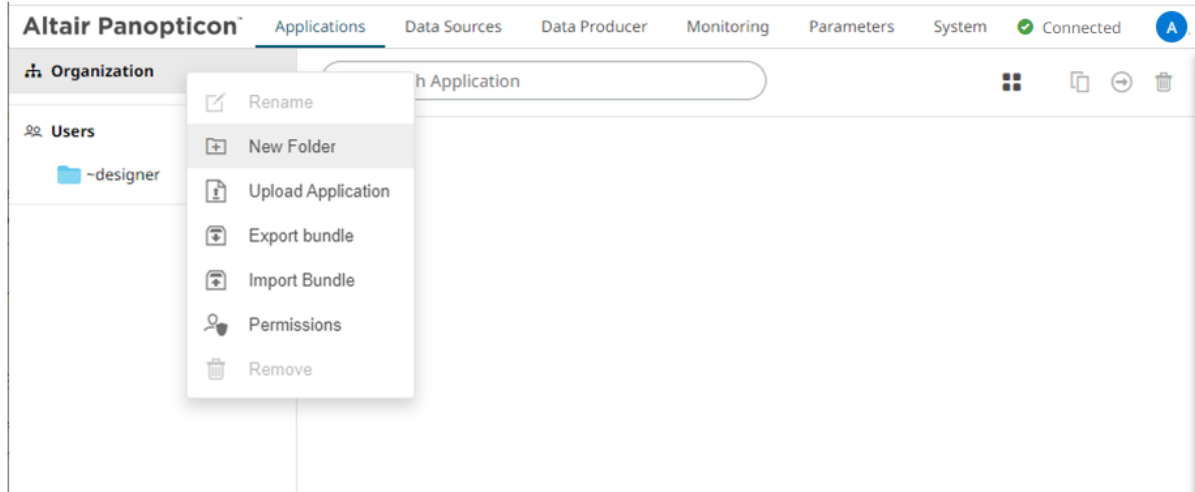 Altair Panopticon™ Applications Data Sources Data Producer Monitoring Parameters System Connected A
Organization
h Application
Rename
Users
New Folder
~designer
Upload Application
Export bundle
Import Bundle
Permissions
Remove